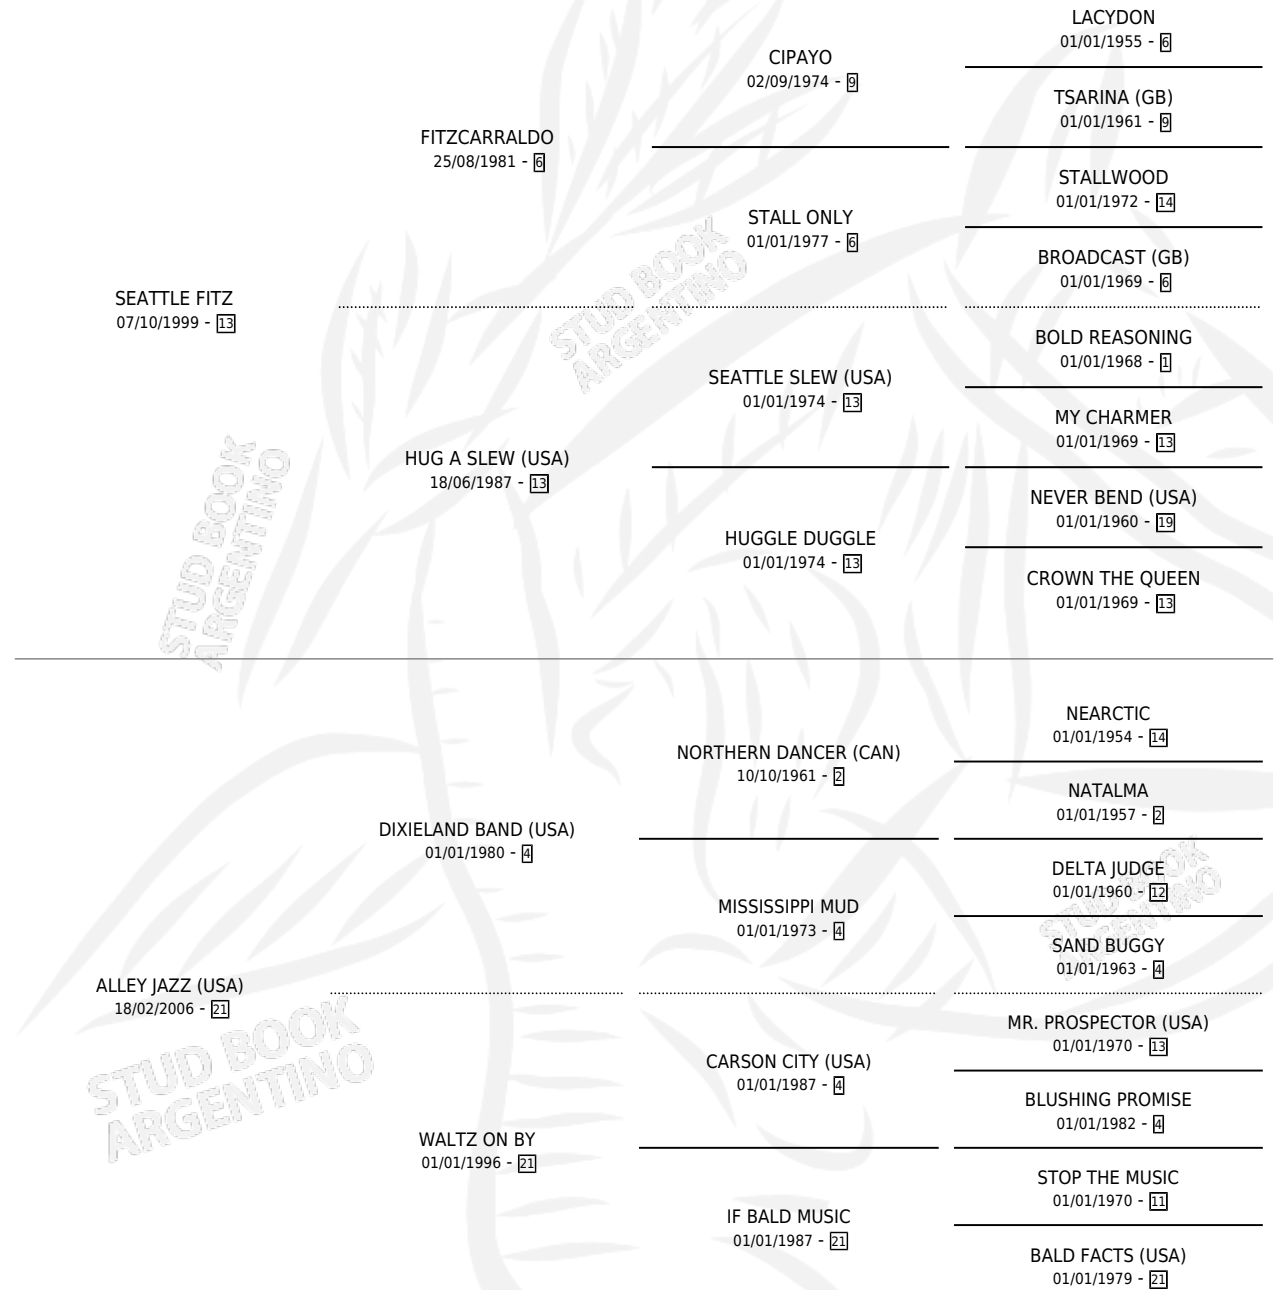 LACYDON
01/01/1955 - 6
CIPAYO
02/09/1974 - 9
TSARINA (GB)
01/01/1961 - 9
FITZCARRALDO
25/08/1981 - 6
STALLWOOD
01/01/1972 - 14
STALL ONLY
01/01/1977 - 6
BROADCAST (GB)
01/01/1969 - 6
SEATTLE FITZ
07/10/1999 - 13
BOLD REASONING
01/01/1968 - 1
SEATTLE SLEW (USA)
01/01/1974 - 13
MY CHARMER
01/01/1969 - 13
HUG A SLEW (USA)
18/06/1987 - 13
NEVER BEND (USA)
01/01/1960 - 19
HUGGLE DUGGLE
01/01/1974 - 13
CROWN THE QUEEN
01/01/1969 - 13
NEARCTIC
01/01/1954 - 14
NORTHERN DANCER (CAN)
10/10/1961 - 2
NATALMA
01/01/1957 - 2
DIXIELAND BAND (USA)
01/01/1980 - 4
DELTA JUDGE
01/01/1960 - 12
MISSISSIPPI MUD
01/01/1973 - 4
SAND BUGGY
01/01/1963 - 4
ALLEY JAZZ (USA)
18/02/2006 - 21
MR. PROSPECTOR (USA)
01/01/1970 - 13
CARSON CITY (USA)
01/01/1987 - 4
BLUSHING PROMISE
01/01/1982 - 4
WALTZ ON BY
01/01/1996 - 21
STOP THE MUSIC
01/01/1970 - 11
IF BALD MUSIC
01/01/1987 - 21
BALD FACTS (USA)
01/01/1979 - 21
STUD BOOK
ARGENTINO
STUD BOOK
ARGENTINO
STUD BOOK
ARGENTINO
STUD BOOK
ARGENTINO